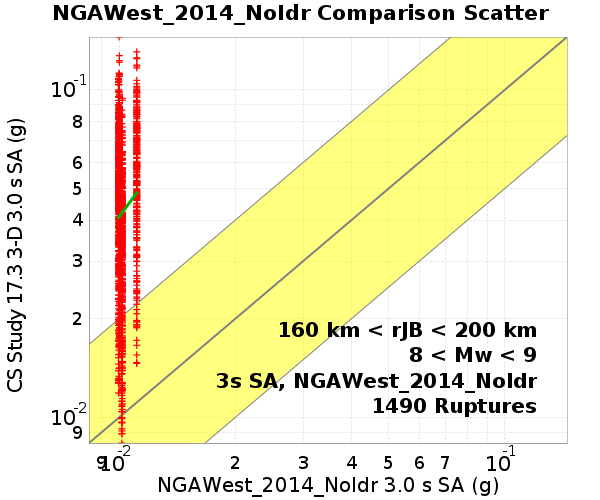 NGAWest_2014_NoIdr Comparison Scatter
CS Study 17.3 3-D 3.0 s SA (g)
10^-1
8
6
5
4
3
2
10^-2
9
160 km < rJB < 200 km
8 < Mw < 9
3s SA, NGAWest_2014_NoIdr
1490 Ruptures
9 10^-2 2 3 4 5 6 7 8 10^-1
NGAWest_2014_NoIdr 3.0 s SA (g)